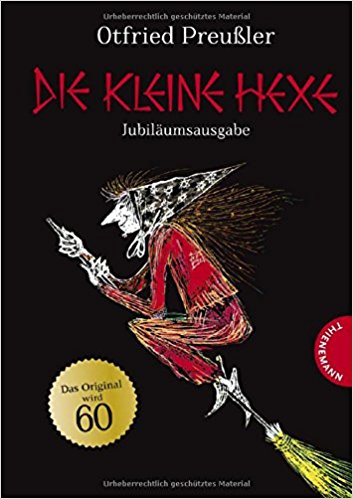 Urheberrechtlich geschütztes Material
Otfried Preußler
DIE KLEINE HEXE
Jubiläumsausgabe
Das Original
wird
60
THIENEMANN
Urheberrechtlich geschütztes Material